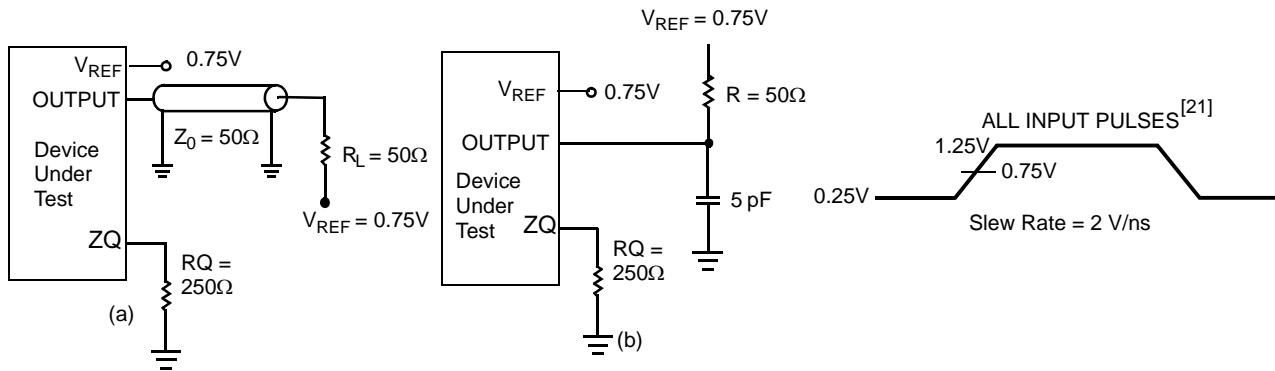 V_REF
0.75V
OUTPUT
Z_0 = 50Ω
Device
Under
Test
R_L = 50Ω
V_REF = 0.75V
ZQ
RQ =
250Ω
(a)
V_REF = 0.75V
R = 50Ω
V_REF
0.75V
OUTPUT
Device
Under
Test
5 pF
ZQ
RQ =
250Ω
(b)
ALL INPUT PULSES[21]
1.25V
0.75V
0.25V
Slew Rate = 2 V/ns